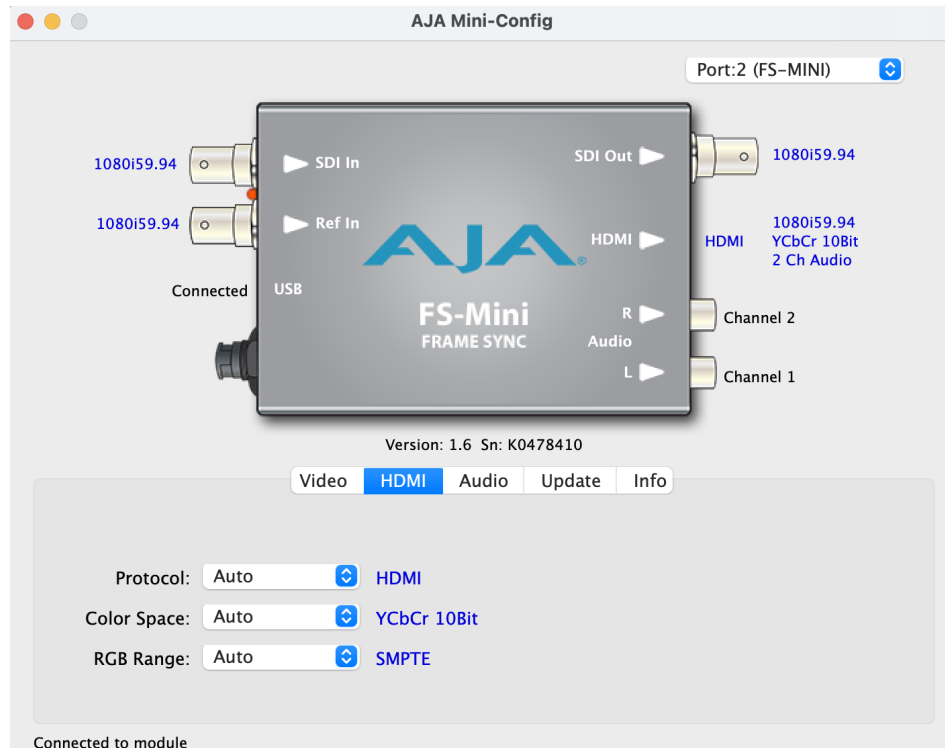 AJA Mini-Config
Port:2 (FS-MINI)
1080i59.94
SDI In
SDI Out
1080i59.94
1080i59.94
Ref In
AJA
HDMI
HDMI
1080i59.94
YCbCr 10Bit
2 Ch Audio
Connected
USB
FS-Mini
FRAME SYNC
R
Channel 2
Audio
L
Channel 1
Version: 1.6 Sn: K0478410
Video HDMI Audio Update Info
Protocol: Auto HDMI
Color Space: Auto YCbCr 10Bit
RGB Range: Auto SMPTE
Connected to module